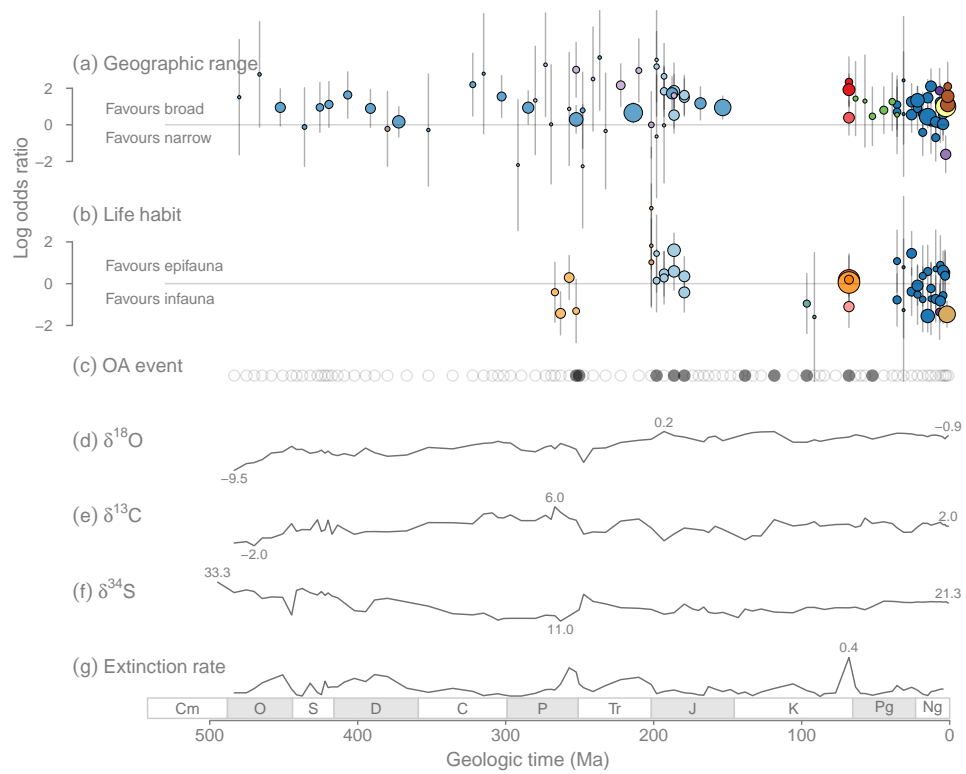 (a) Geographic range
2
Favours broad
0
Favours narrow
−2
Log odds ratio
(b) Life habit
2
Favours epifauna
0
Favours infauna
−2
(c) OA event
(d) δ¹⁸O
0.2
−0.9
−9.5
(e) δ¹³C
6.0
2.0
−2.0
33.3
(f) δ³⁴S
21.3
11.0
(g) Extinction rate
0.4
Cm O S D C P Tr J K Pg Ng
500 400 300 200 100 0
Geologic time (Ma)